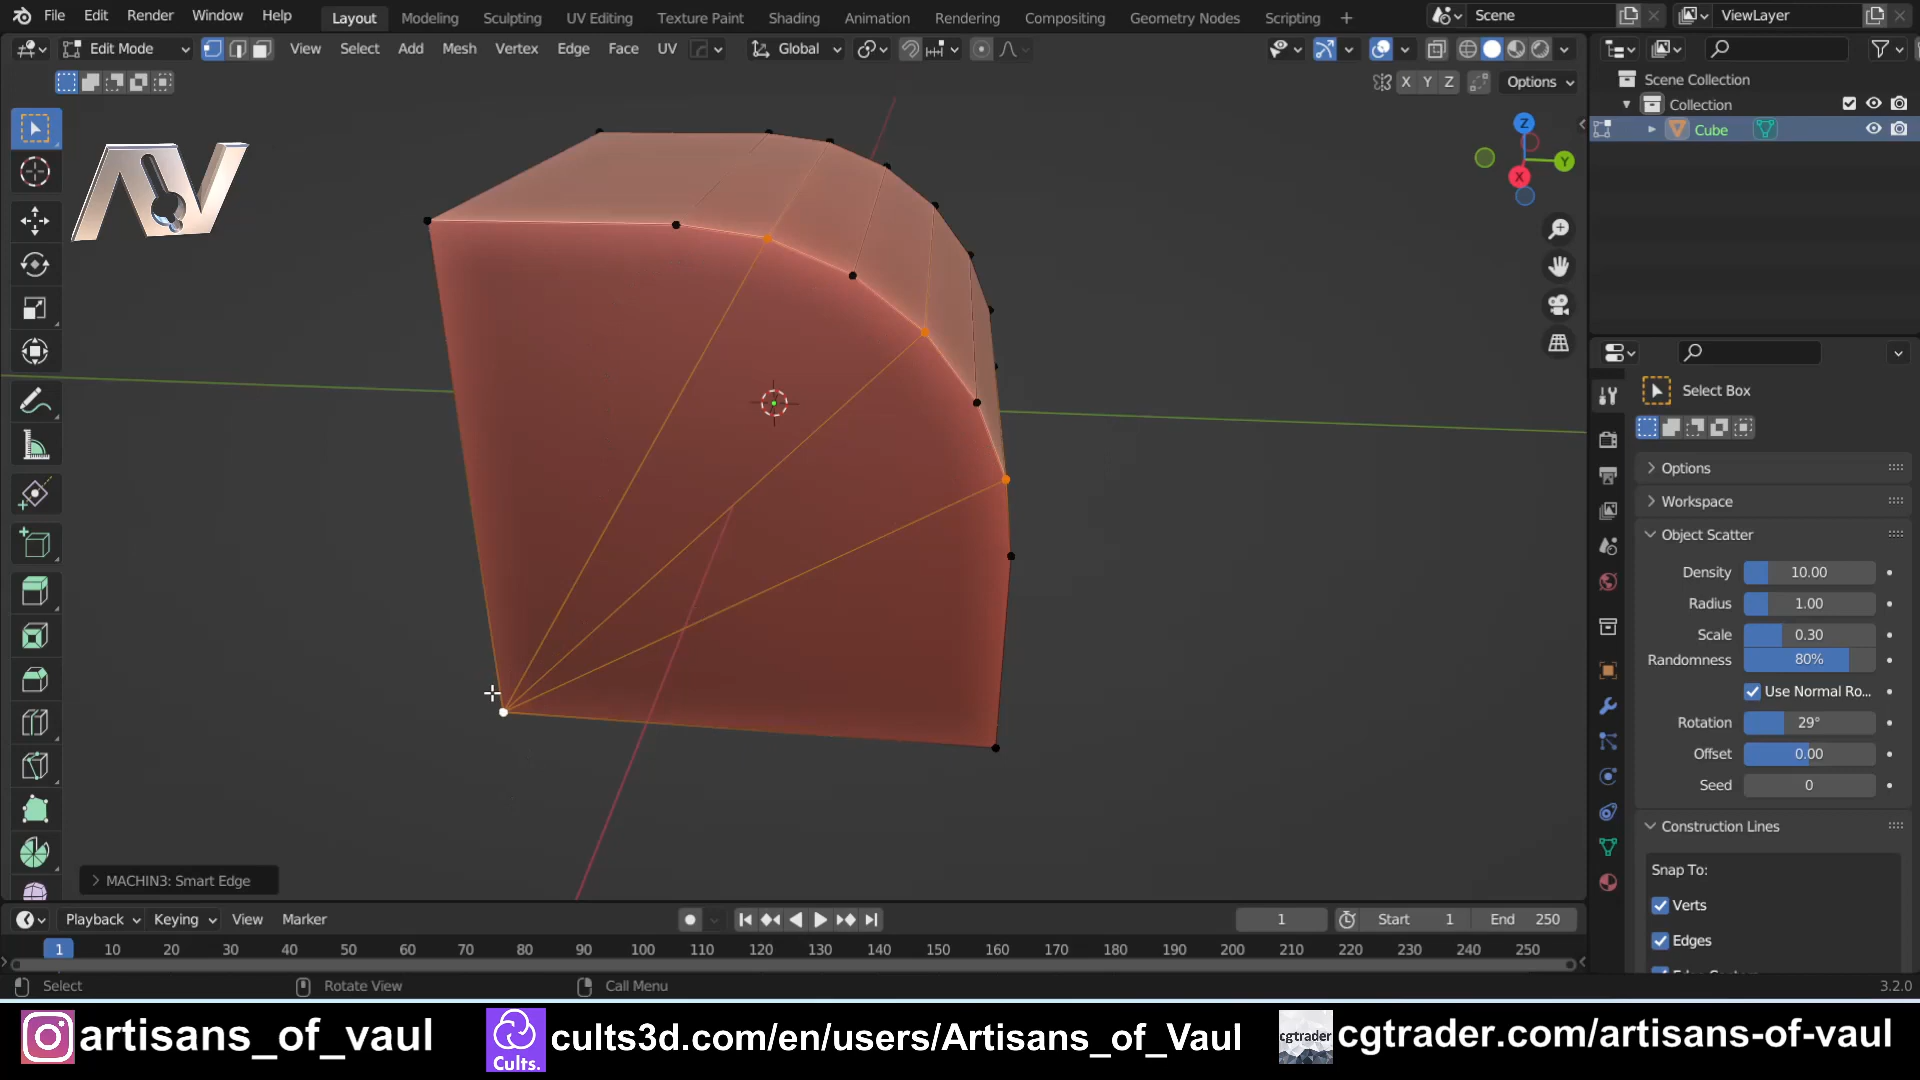 File Edit Render Window Help Layout Modeling Sculpting UV Editing Texture Paint Shading Animation Rendering Compositing Geometry Nodes Scripting + Scene ViewLayer
Edit Mode View Select Add Mesh Vertex Edge Face UV Global
X Y Z Options
Scene Collection
Collection
Cube
Z
Y
X
Select Box
Options
Workspace
Object Scatter
Density 10.00
Radius 1.00
Scale 0.30
Randomness 80%
Use Normal Ro...
Rotation 29°
Offset 0.00
Seed 0
Construction Lines
Snap To:
Verts
Edges
MACHIN3: Smart Edge
Playback Keying View Marker 1 Start 1 End 250
1 10 20 30 40 50 60 70 80 90 100 110 120 130 140 150 160 170 180 190 200 210 220 230 240 250
Select Rotate View Call Menu 3.2.0
artisans_of_vaul Cults. cults3d.com/en/users/Artisans_of_Vaul cgtrader cgtrader.com/artisans-of-vaul